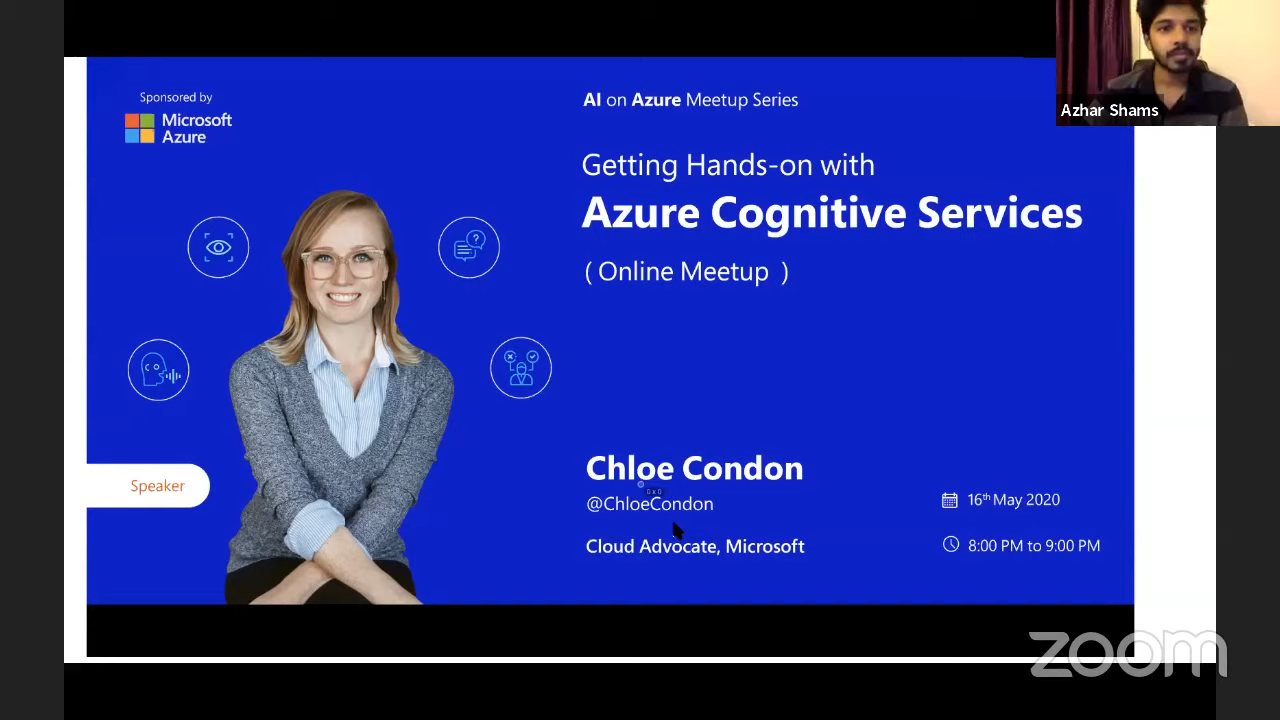 Sponsored by
Microsoft
Azure
AI on Azure Meetup Series
Getting Hands-on with
Azure Cognitive Services
( Online Meetup )
Azhar Shams
Speaker
Chloe Condon
@ChloeCondon
Cloud Advocate, Microsoft
16th May 2020
8:00 PM to 9:00 PM
zoom